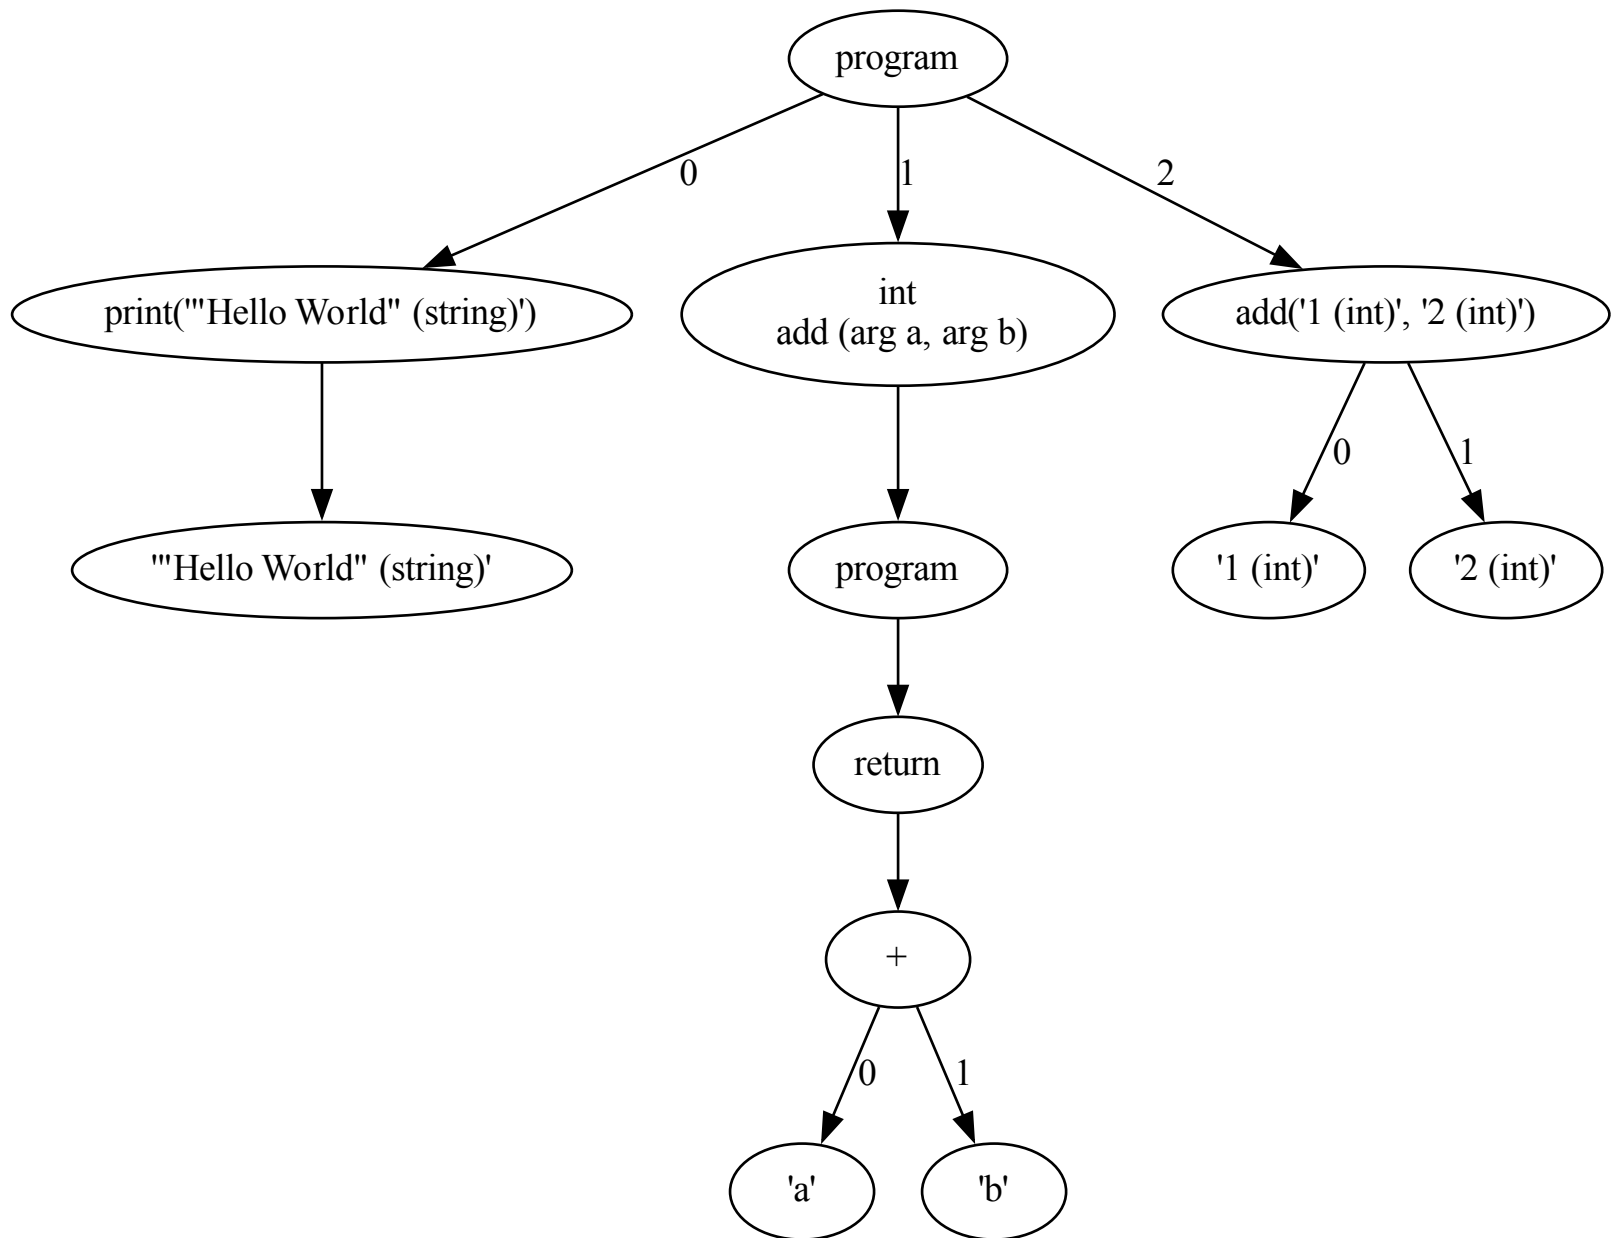 program
0
1
2
print('"Hello World" (string)')
int
add (arg a, arg b)
add('1 (int)', '2 (int)')
0
1
'"Hello World" (string)'
program
'1 (int)'
'2 (int)'
return
+
0
1
'a'
'b'